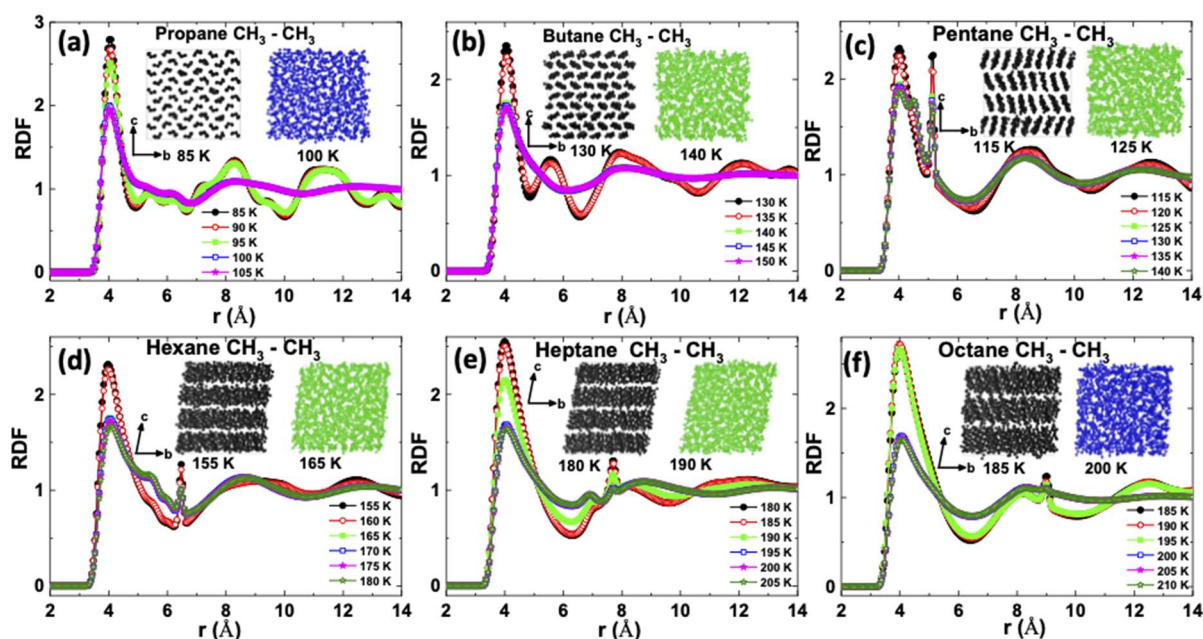 (a)
Propane CH3 - CH3
3
2
1
0
RDF
c
b
85 K
100 K
85 K
90 K
95 K
100 K
105 K
2 4 6 8 10 12 14
r (Å)
(b)
Butane CH3 - CH3
2
1
0
RDF
c
b
130 K
140 K
130 K
135 K
140 K
145 K
150 K
2 4 6 8 10 12 14
r (Å)
(c)
Pentane CH3 - CH3
2
1
0
RDF
c
b
115 K
125 K
115 K
120 K
125 K
130 K
135 K
140 K
2 4 6 8 10 12 14
r (Å)
(d)
Hexane CH3 - CH3
2
1
0
RDF
c
b
155 K
165 K
155 K
160 K
165 K
170 K
175 K
180 K
2 4 6 8 10 12 14
r (Å)
(e)
Heptane CH3 - CH3
2
1
0
RDF
c
b
180 K
190 K
180 K
185 K
190 K
195 K
200 K
205 K
2 4 6 8 10 12 14
r (Å)
(f)
Octane CH3 - CH3
2
1
0
RDF
c
b
185 K
200 K
185 K
190 K
195 K
200 K
205 K
210 K
2 4 6 8 10 12 14
r (Å)